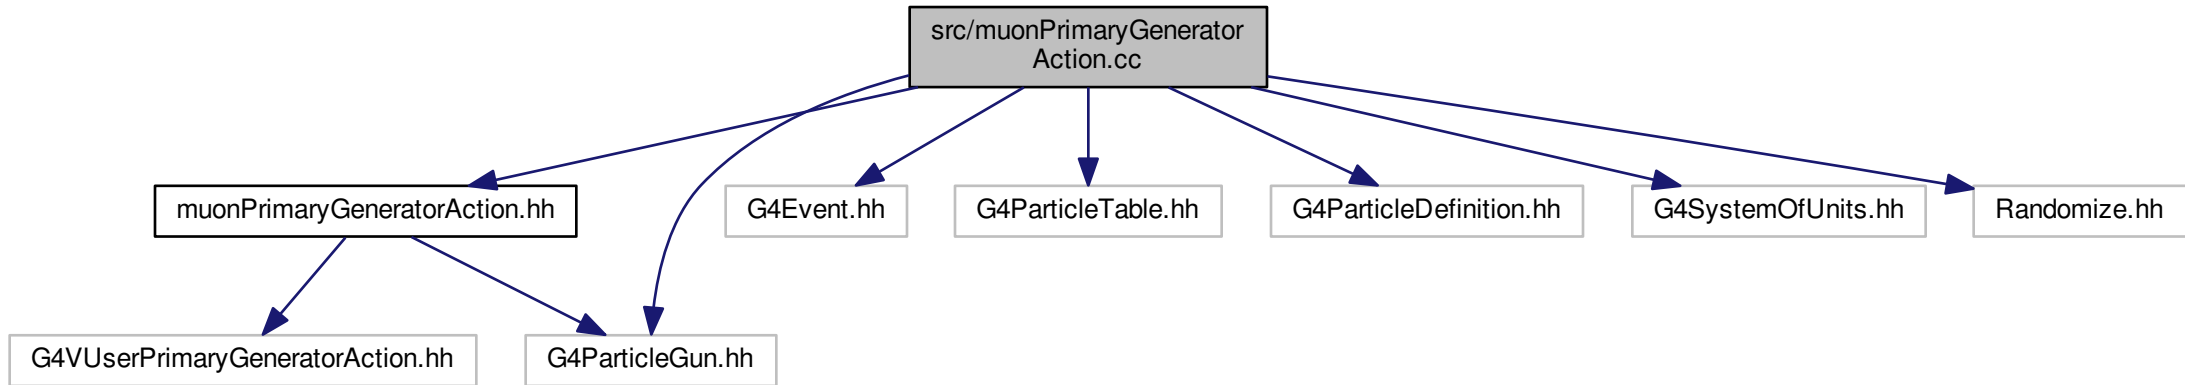 src/muonPrimaryGenerator
Action.cc
muonPrimaryGeneratorAction.hh
G4Event.hh
G4ParticleTable.hh
G4ParticleDefinition.hh
G4SystemOfUnits.hh
Randomize.hh
G4VUserPrimaryGeneratorAction.hh
G4ParticleGun.hh